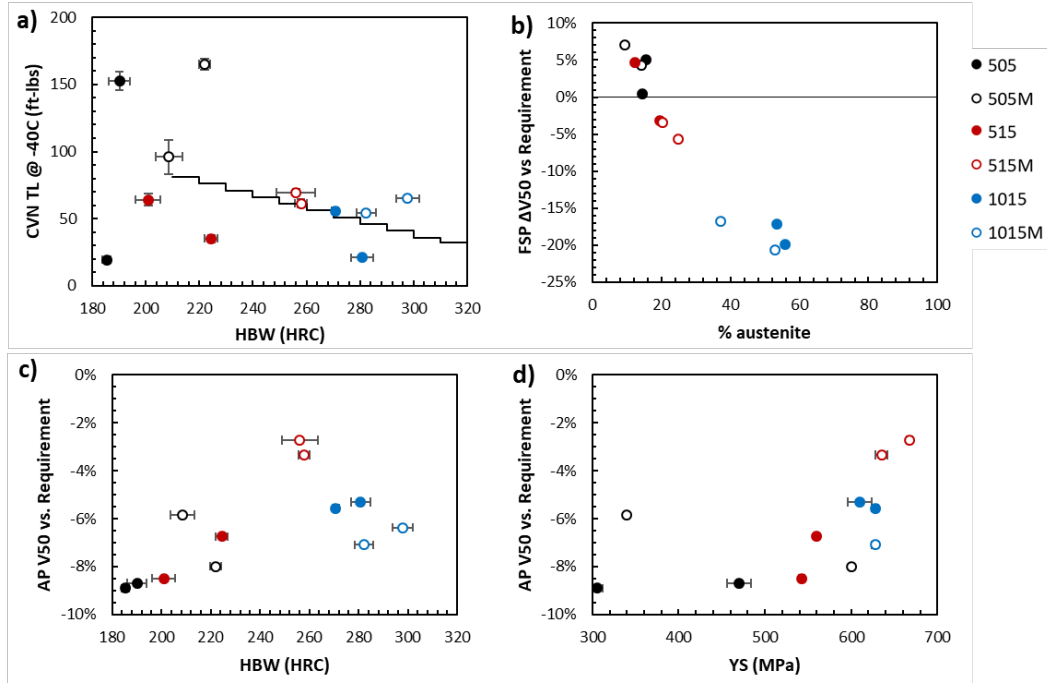 a)
200
150
100
50
0
CVN TL @ -40C (ft-lbs)
180 200 220 240 260 280 300 320
HBW (HRC)
b)
10%
5%
0%
-5%
-10%
-15%
-20%
-25%
FSP ΔV50 vs Requirement
0 20 40 60 80 100
% austenite
505
505M
515
515M
1015
1015M
c)
0%
-2%
-4%
-6%
-8%
-10%
AP V50 vs. Requirement
180 200 220 240 260 280 300 320
HBW (HRC)
d)
0%
-2%
-4%
-6%
-8%
-10%
AP V50 vs. Requirement
300 400 500 600 700
YS (MPa)